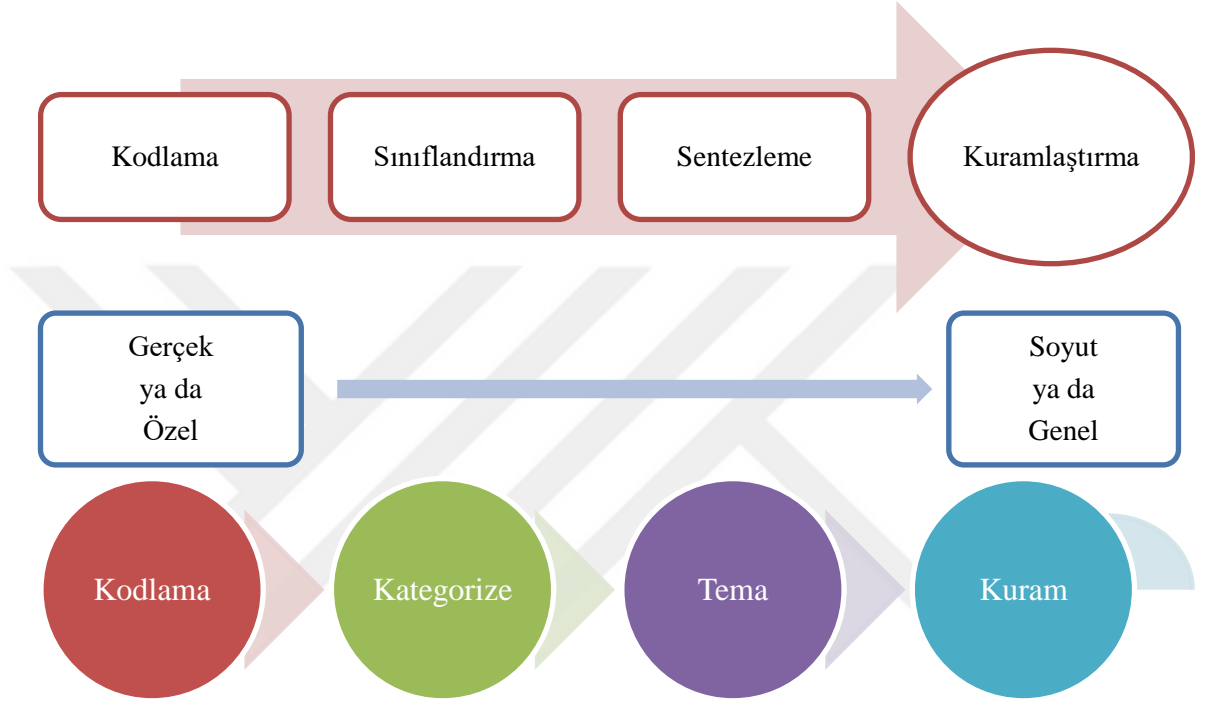 Kodlama
Sınıflandırma
Sentezleme
Kuramlaştırma
Gerçek
ya da
Özel
Soyut
ya da
Genel
Kodlama
Kategorize
Tema
Kuram